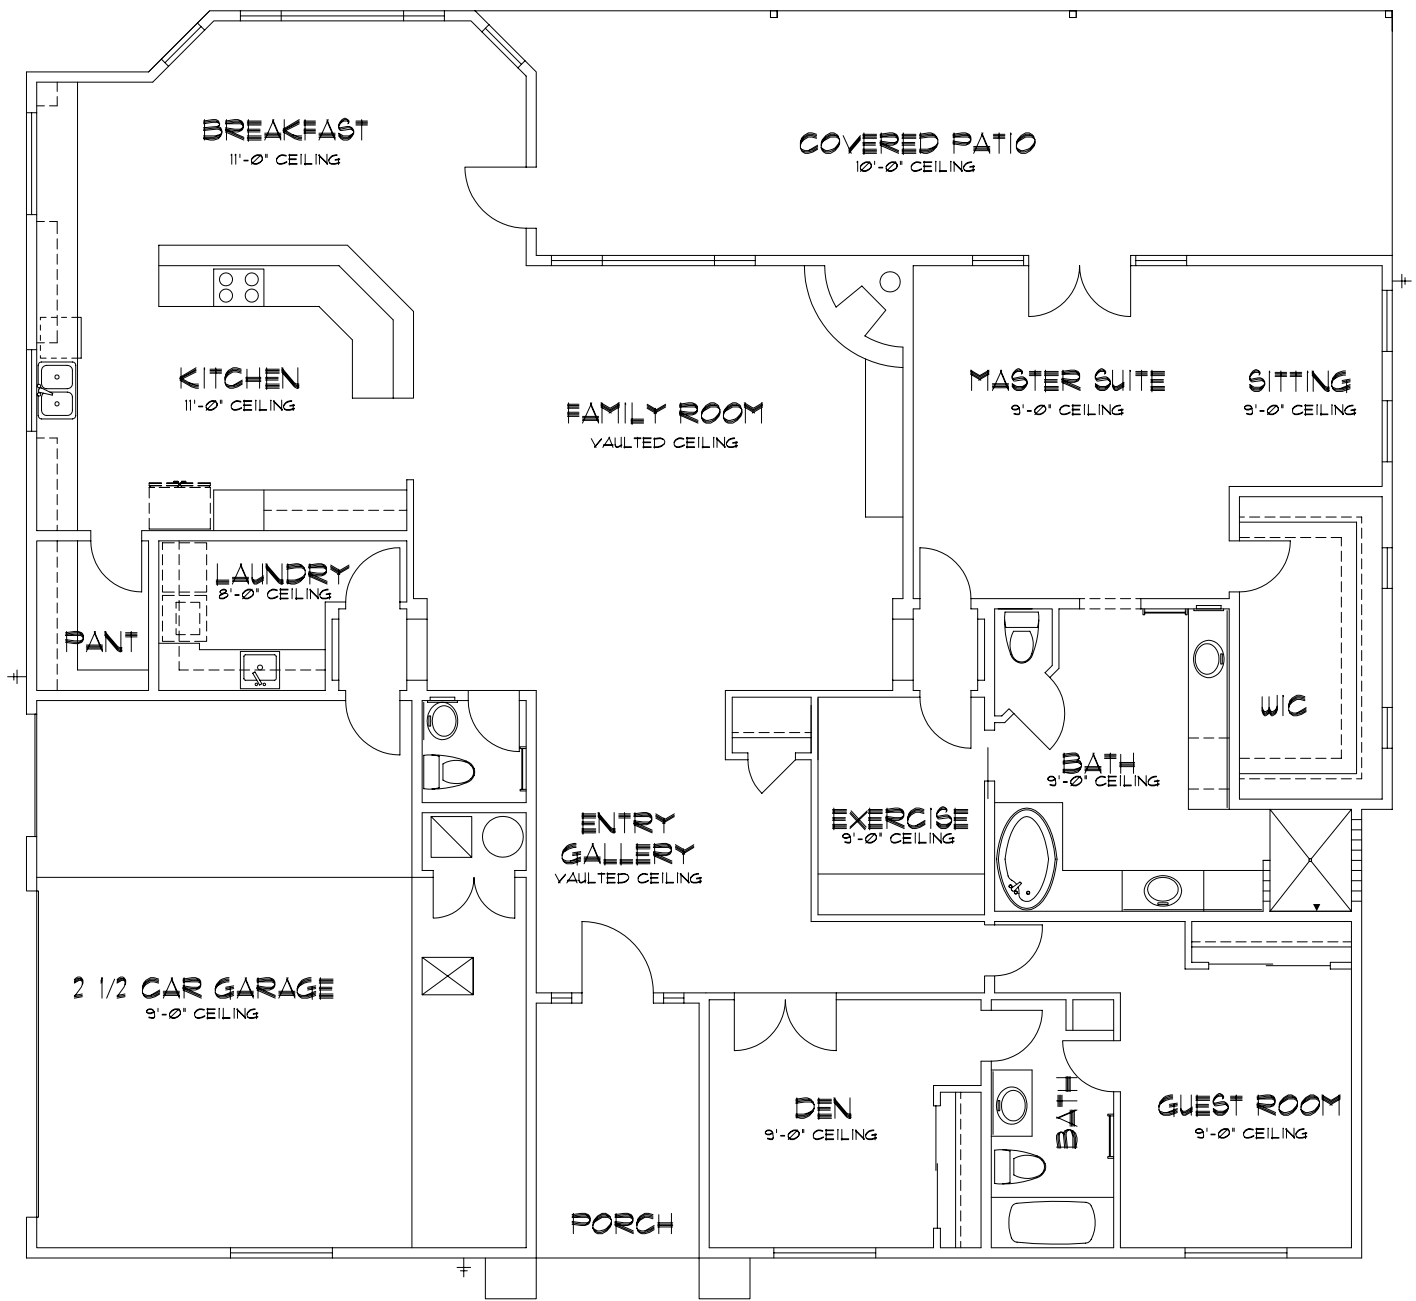 BREAKFAST
11'-0" CEILING
COVERED PATIO
10'-0" CEILING
KITCHEN
11'-0" CEILING
FAMILY ROOM
VAULTED CEILING
MASTER SUITE
9'-0" CEILING
SITTING
9'-0" CEILING
LAUNDRY
8'-0" CEILING
PANT
WIC
BATH
9'-0" CEILING
EXERCISE
9'-0" CEILING
ENTRY
GALLERY
VAULTED CEILING
2 1/2 CAR GARAGE
9'-0" CEILING
DEN
9'-0" CEILING
BATH
GUEST ROOM
9'-0" CEILING
PORCH